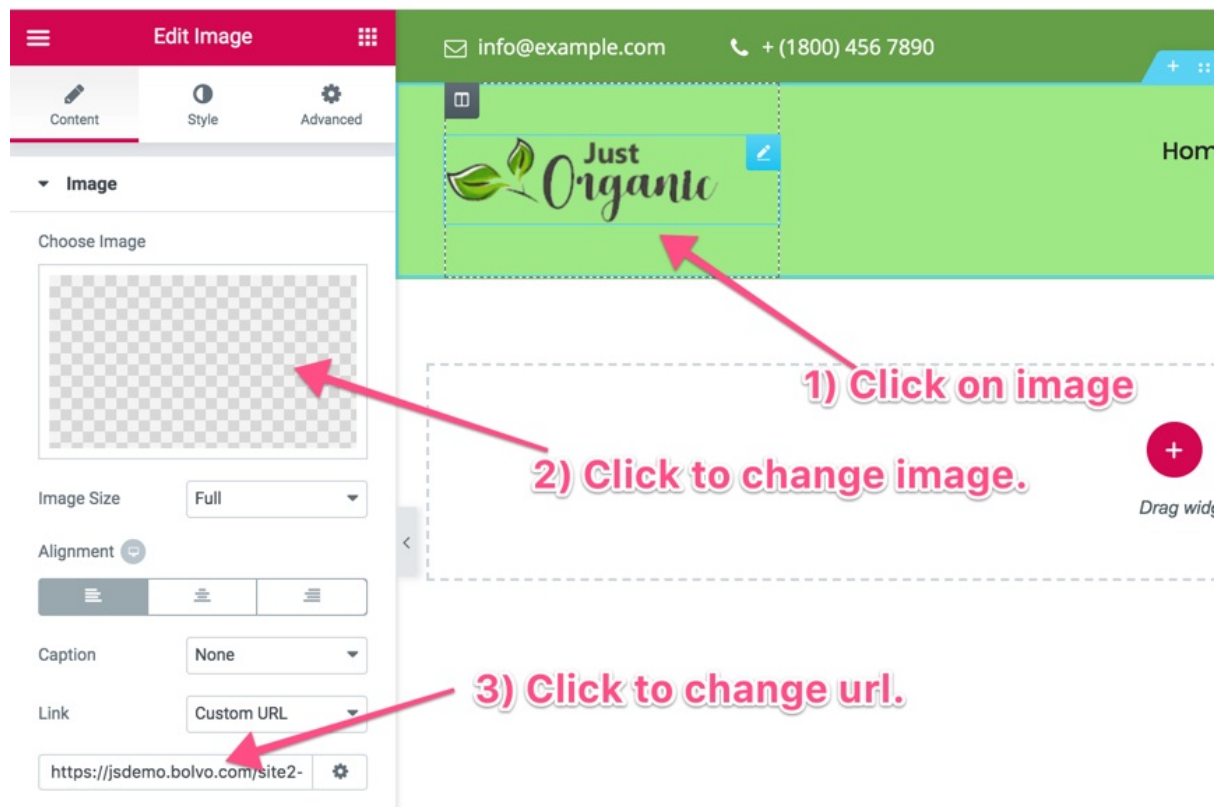 Edit Image
Content
Style
Advanced
Image
Choose Image
Image Size
Full
Alignment
Caption
None
Link
Custom URL
https://jsdemo.bolvo.com/site2-
info@example.com
+ (1800) 456 7890
Just
Organic
Hom
1) Click on image
2) Click to change image.
Drag widg
3) Click to change url.